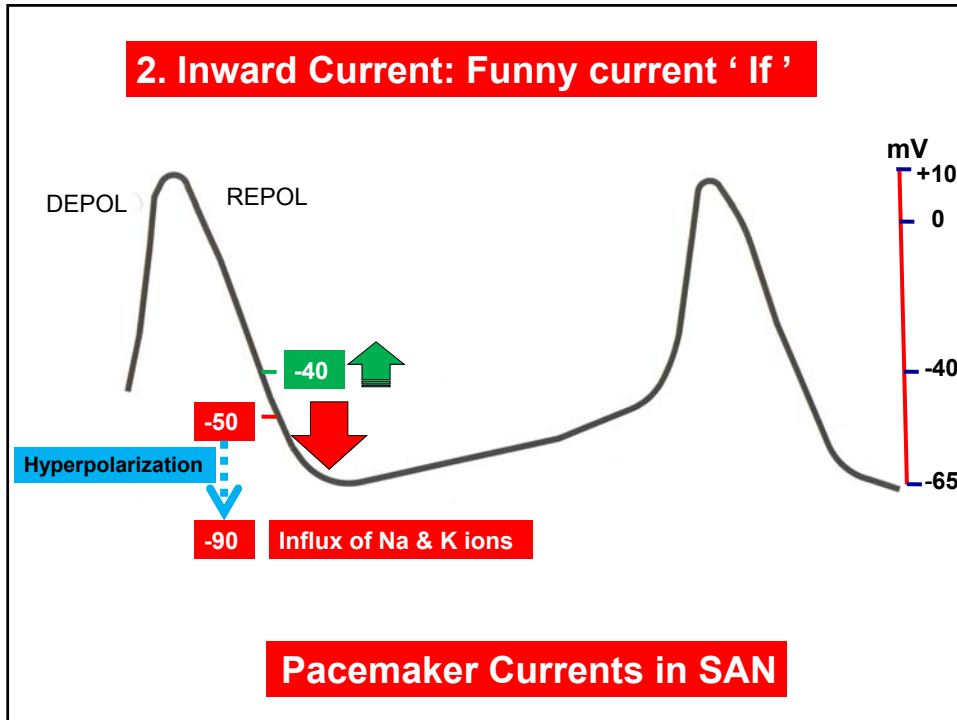 2. Inward Current: Funny current ‘ If ’
mV
+10
DEPOL
REPOL
0
-40
-40
-50
Hyperpolarization
-65
-90
Influx of Na & K ions
Pacemaker Currents in SAN